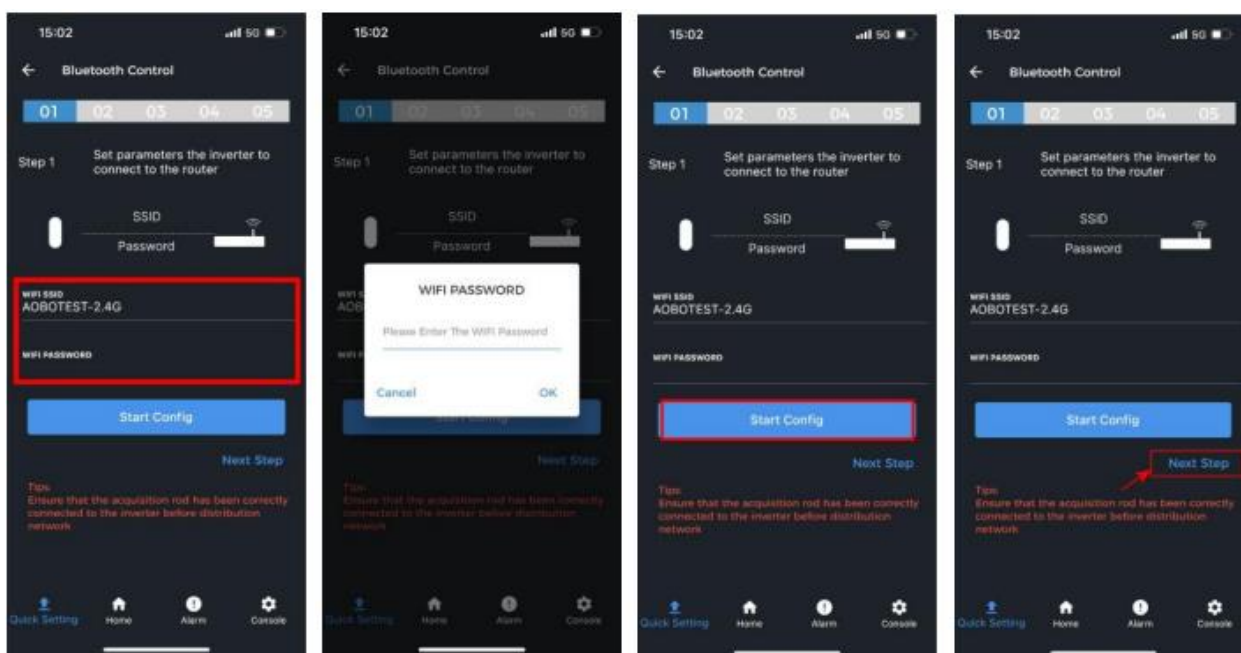 15:02
5G
Bluetooth Control
01 02 03 04 05
Step 1
Set parameters the inverter to
connect to the router
SSID
Password
WIFI SSID
AOBOTEST-2.4G
WIFI PASSWORD
Start Config
Next Step
Tips:
Ensure that the acquisition rod has been correctly
connected to the inverter before distribution
network
Quick Setting Home Alarm Console
15:02
5G
Bluetooth Control
01 02 03 04 05
Step 1
Set parameters the inverter to
connect to the router
SSID
Password
WIFI PASSWORD
Please Enter The WIFI Password
Cancel OK
Next Step
Tips:
Ensure that the acquisition rod has been correctly
connected to the inverter before distribution
network
Quick Setting Home Alarm Console
15:02
5G
Bluetooth Control
01 02 03 04 05
Step 1
Set parameters the inverter to
connect to the router
SSID
Password
WIFI SSID
AOBOTEST-2.4G
WIFI PASSWORD
Start Config
Next Step
Tips:
Ensure that the acquisition rod has been correctly
connected to the inverter before distribution
network
Quick Setting Home Alarm Console
15:02
5G
Bluetooth Control
01 02 03 04 05
Step 1
Set parameters the inverter to
connect to the router
SSID
Password
WIFI SSID
AOBOTEST-2.4G
WIFI PASSWORD
Start Config
Next Step
Tips:
Ensure that the acquisition rod has been correctly
connected to the inverter before distribution
network
Quick Setting Home Alarm Console